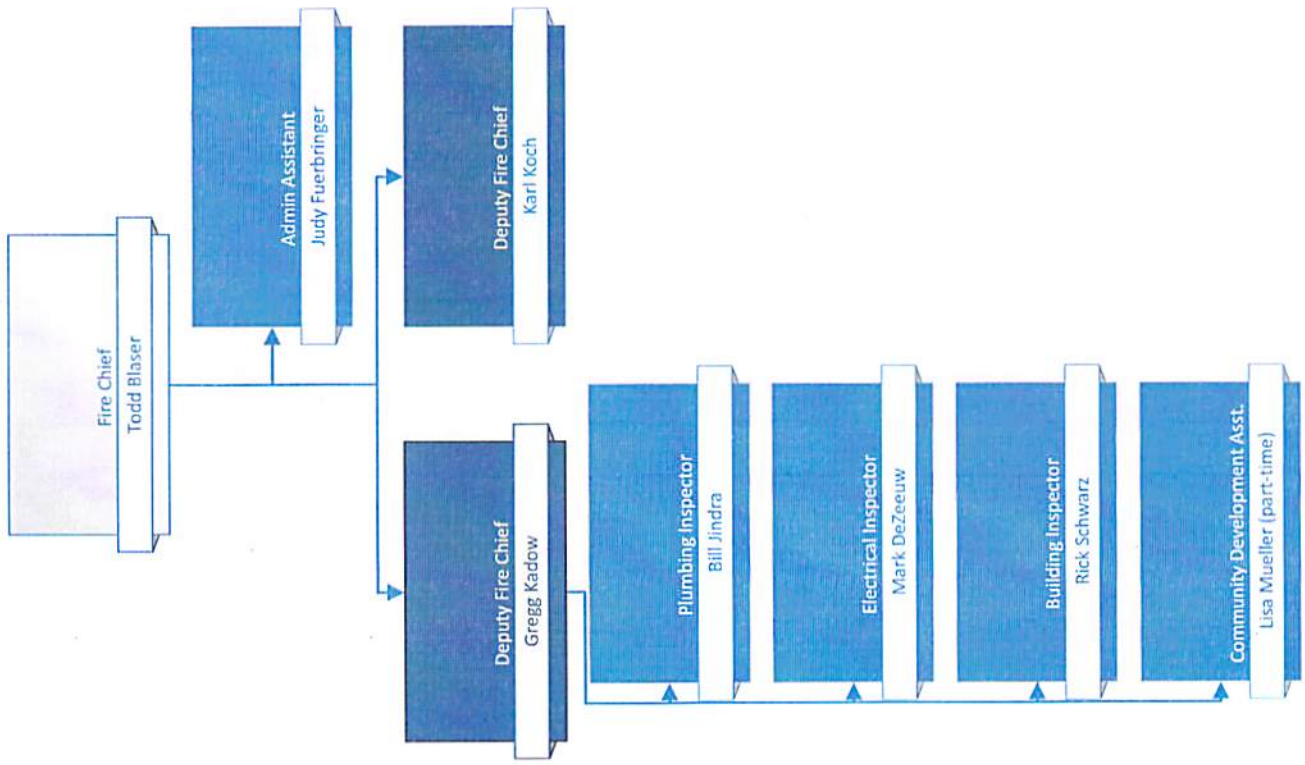 Fire Chief
Todd Blaser
Admin Assistant
Judy Fuerbringer
Deputy Fire Chief
Gregg Kadow
Deputy Fire Chief
Karl Koch
Plumbing Inspector
Bill Jindra
Electrical Inspector
Mark DeZeeuw
Building Inspector
Rick Schwarz
Community Development Asst.
Lisa Mueller (part-time)